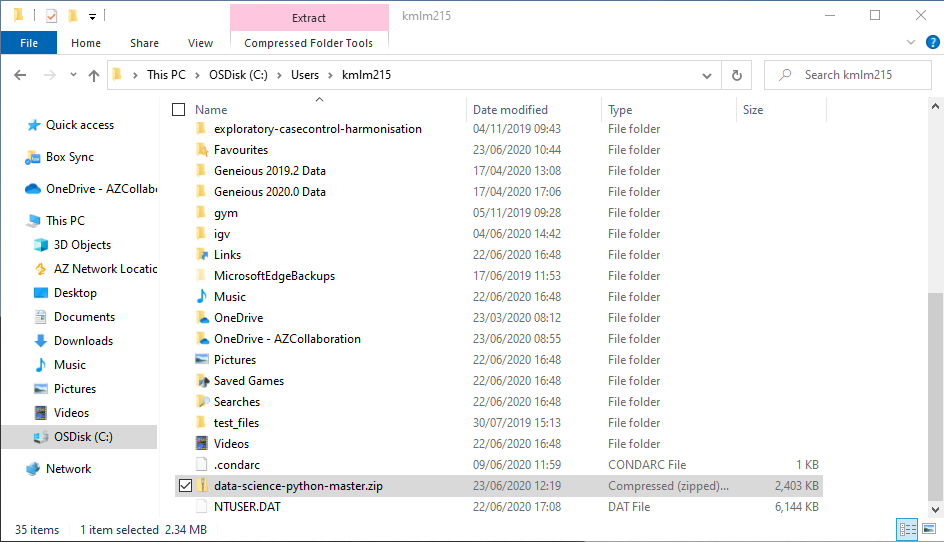 Extract kmlm215
File Home Share View Compressed Folder Tools
This PC OSDisk (C:) Users kmlm215 Search kmlm215
Name Date modified Type Size
Quick access
Box Sync
OneDrive - AZCollab
This PC
3D Objects
AZ Network Locatic
Desktop
Documents
Downloads
Music
Pictures
Videos
OSDisk (C:)
Network
exploratory-casecontrol-harmonisation 04/11/2019 09:43 File folder
Favourites 23/06/2020 10:44 File folder
Geneious 2019.2 Data 17/04/2020 13:08 File folder
Geneious 2020.0 Data 17/04/2020 17:06 File folder
gym 05/11/2019 09:28 File folder
igv 04/06/2020 14:42 File folder
Links 22/06/2020 16:48 File folder
MicrosoftEdgeBackups 17/06/2019 11:53 File folder
Music 22/06/2020 16:48 File folder
OneDrive 23/03/2020 08:12 File folder
OneDrive - AZCollaboration 23/06/2020 08:55 File folder
Pictures 22/06/2020 16:48 File folder
Saved Games 22/06/2020 16:48 File folder
Searches 22/06/2020 16:48 File folder
test_files 30/07/2019 15:13 File folder
Videos 22/06/2020 16:48 File folder
.condarc 09/06/2020 11:59 CONDARC File 1 KB
data-science-python-master.zip 23/06/2020 12:19 Compressed (zipped)... 2,403 KB
NTUSER.DAT 22/06/2020 17:08 DAT File 6,144 KB
35 items 1 item selected 2.34 MB